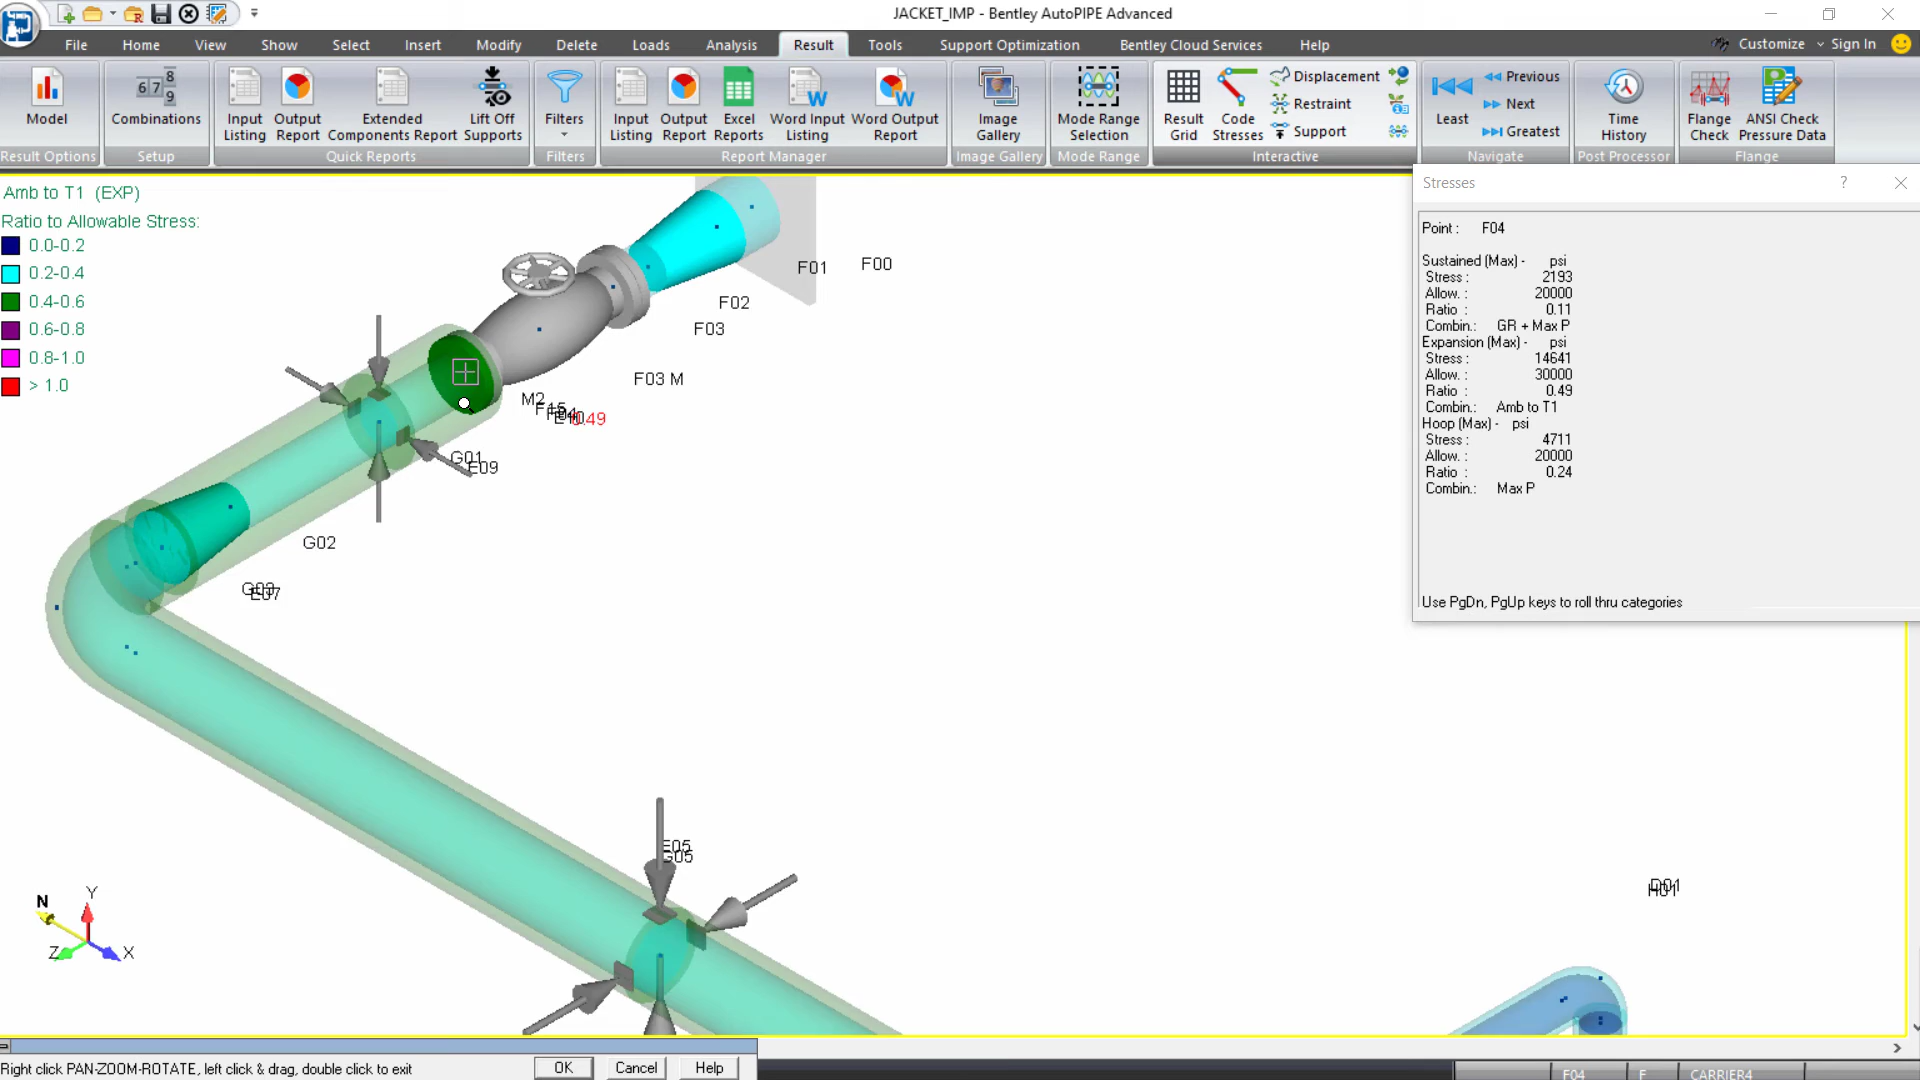 JACKET_IMP - Bentley AutoPIPE Advanced
File Home View Show Select Insert Modify Delete Loads Analysis Result Tools Support Optimization Bentley Cloud Services Help Customize Sign In
Model
Result Options
Combinations
Setup
Input Listing
Output Report
Extended Components Report
Lift Off Supports
Quick Reports
Filters
Filters
Input Listing
Output Report
Excel Reports
Word Input Listing
Word Output Report
Report Manager
Image Gallery
Image Gallery
Mode Range Selection
Mode Range
Result Grid
Code Stresses
Displacement
Restraint
Support
Interactive
Least
Previous
Next
Greatest
Navigate
Time History
Post Processor
Flange Check
ANSI Check Pressure Data
Flange
Amb to T1 (EXP)
Ratio to Allowable Stress:
0.0-0.2
0.2-0.4
0.4-0.6
0.6-0.8
0.8-1.0
> 1.0
F01
F00
F02
F03
F03 M
M2
0.49
G01
E09
G02
E07
E05
G05
D01
N
Y
Z
X
Stresses
Point : F04
Sustained (Max) - psi
Stress : 2193
Allow. : 20000
Ratio : 0.11
Combin.: GR + Max P
Expansion (Max) - psi
Stress : 14641
Allow. : 30000
Ratio : 0.49
Combin.: Amb to T1
Hoop (Max) - psi
Stress : 4711
Allow. : 20000
Ratio : 0.24
Combin.: Max P
Use PgDn, PgUp keys to roll thru categories
Right click PAN-ZOOM-ROTATE, left click & drag, double click to exit
OK Cancel Help
F04 F CARRIER4